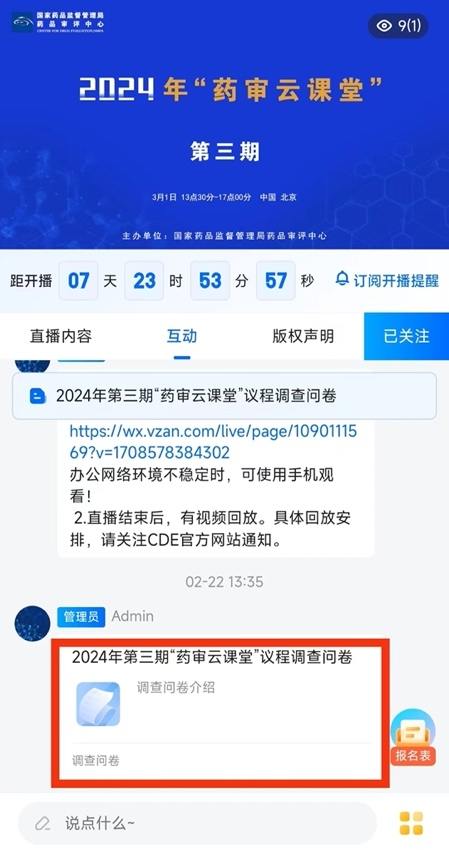 国家药品监督管理局
药品审评中心
CENTER FOR DRUG EVALUATION, NMPA
9(1)
2024年“药审云课堂”
第三期
3月1日 13点30分-17点00分 中国 北京
主办单位：国家药品监督管理局药品审评中心
距开播 07 天 23 时 53 分 57 秒 订阅开播提醒
直播内容 互动 版权声明 已关注
2024年第三期“药审云课堂”议程调查问卷
https://wx.vzan.com/live/page/10901115
69?v=1708578384302
办公网络环境不稳定时，可使用手机观
看！
2.直播结束后，有视频回放。具体回放安
排，请关注CDE官方网站通知。
02-22 13:35
管理员 Admin
2024年第三期“药审云课堂”议程调查问卷
调查问卷介绍
调查问卷
报名表
说点什么~